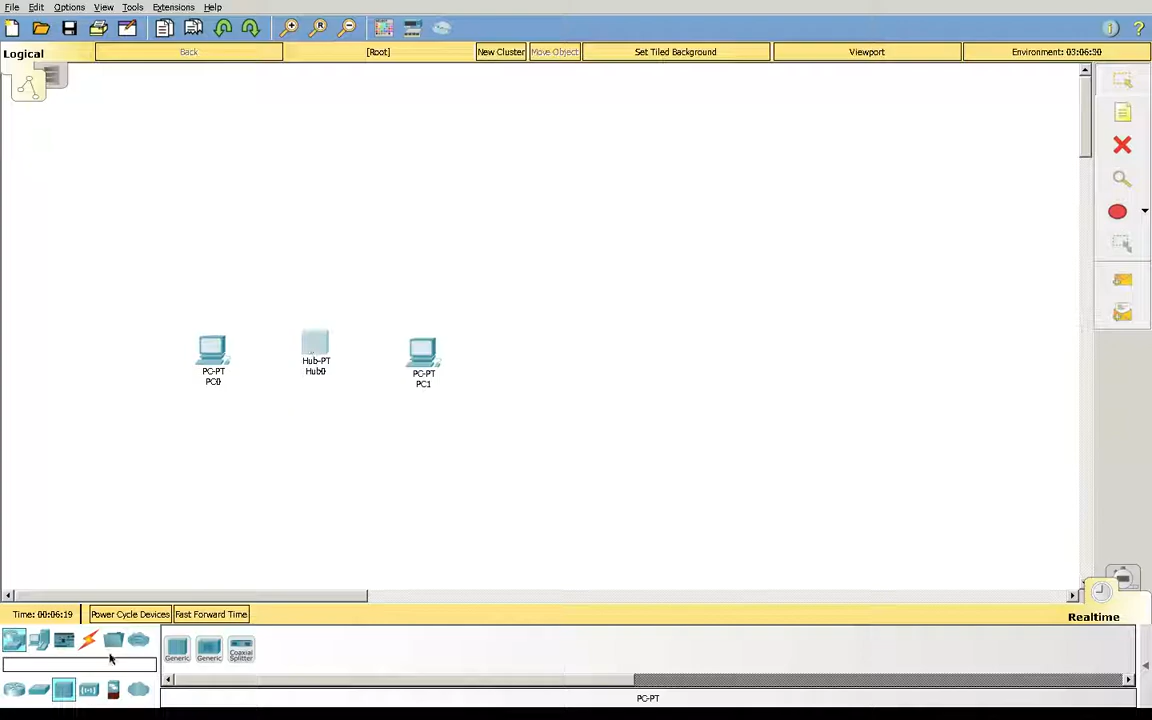 File Edit Options View Tools Extensions Help
Logical Back [Root] New Cluster Move Object Set Tiled Background Viewport Environment: 03:06:30
PC-PT
PC0
Hub-PT
Hub0
PC-PT
PC1
Time: 00:06:19 Power Cycle Devices Fast Forward Time
Realtime
Generic Generic Coaxial Splitter
PC-PT